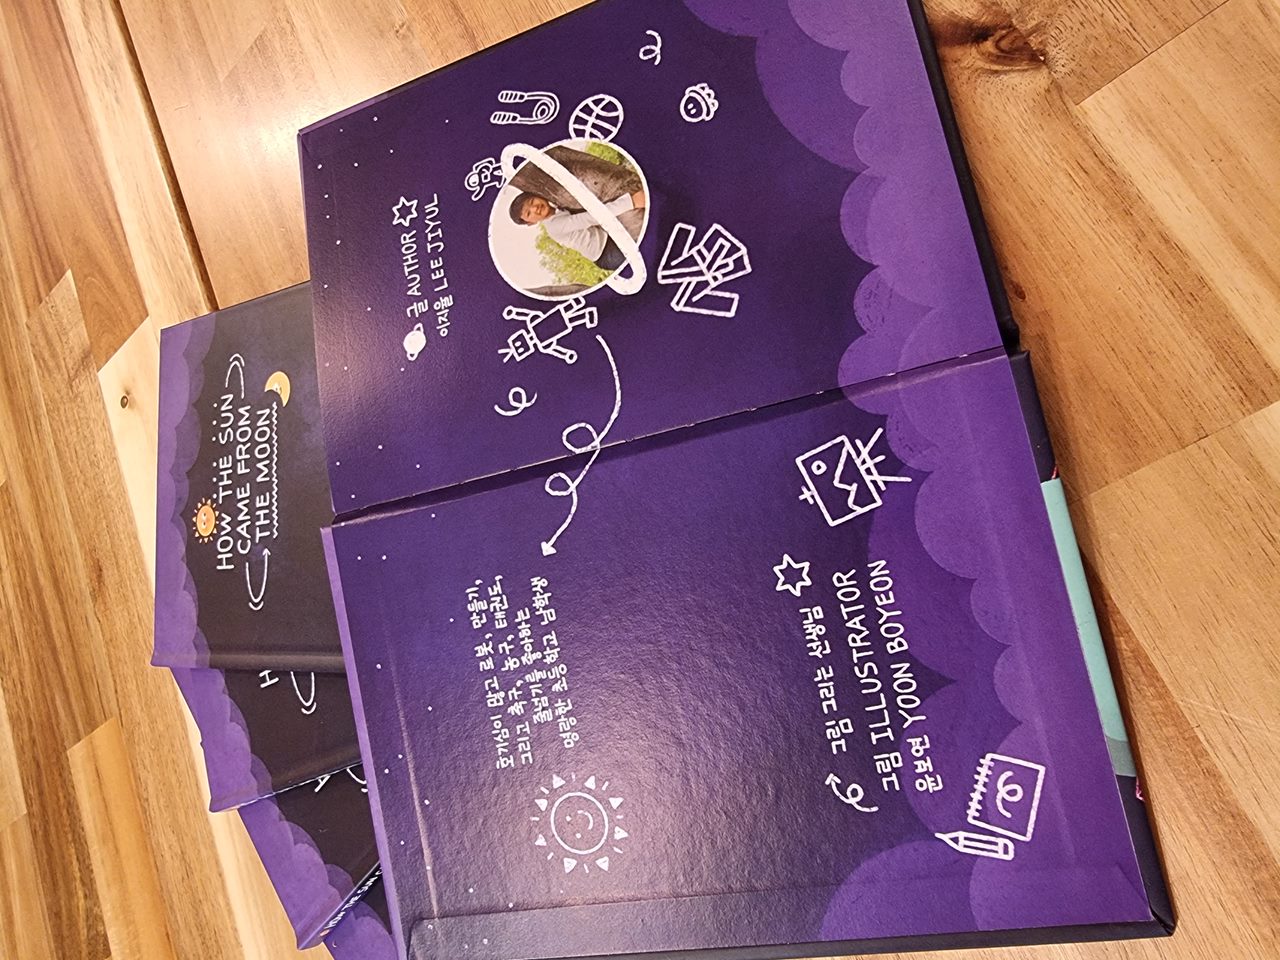 HOW THE SUN
CAME FROM
THE MOON
H
HOW THE SUN
호기심이 많고 로봇, 만들기,
그리고 축구, 농구, 태권도,
줄넘기를 좋아하는
명랑한 초등학교 남학생
글 AUTHOR
이지율 LEE JIYUL
그림 그리는 선생님
그림 ILLUSTRATOR
윤보연 YOON BOYEON